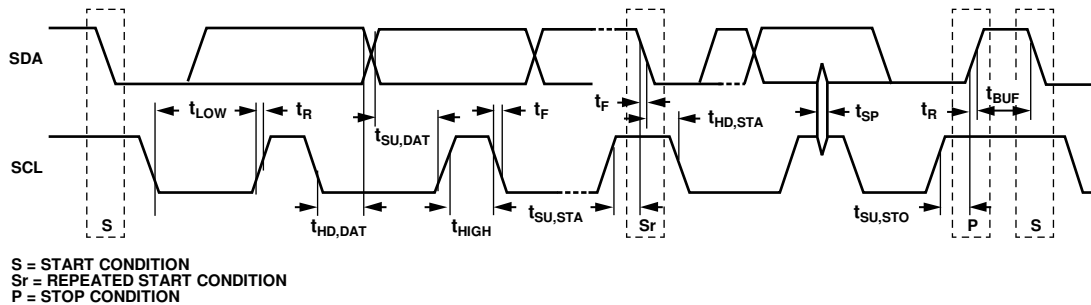 SDA
tLOW
tR
tSU,DAT
tF
tF
tHD,STA
tSP
tR
tBUF
SCL
S
tHD,DAT
tHIGH
tSU,STA
Sr
tSU,STO
P
S
S = START CONDITION
Sr = REPEATED START CONDITION
P = STOP CONDITION